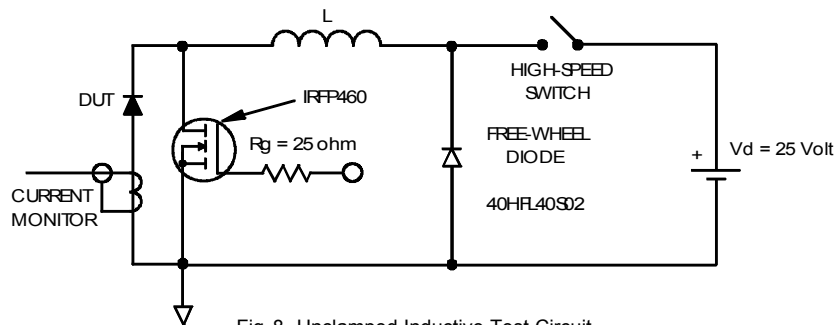 L
HIGH-SPEED
SWITCH
DUT
IRFP460
Rg = 25 ohm
FREE-WHEEL
DIODE
+
Vd = 25 Volt
40HFL40S02
CURRENT
MONITOR
Fig. 8 - Unclamped Inductive Test Circuit